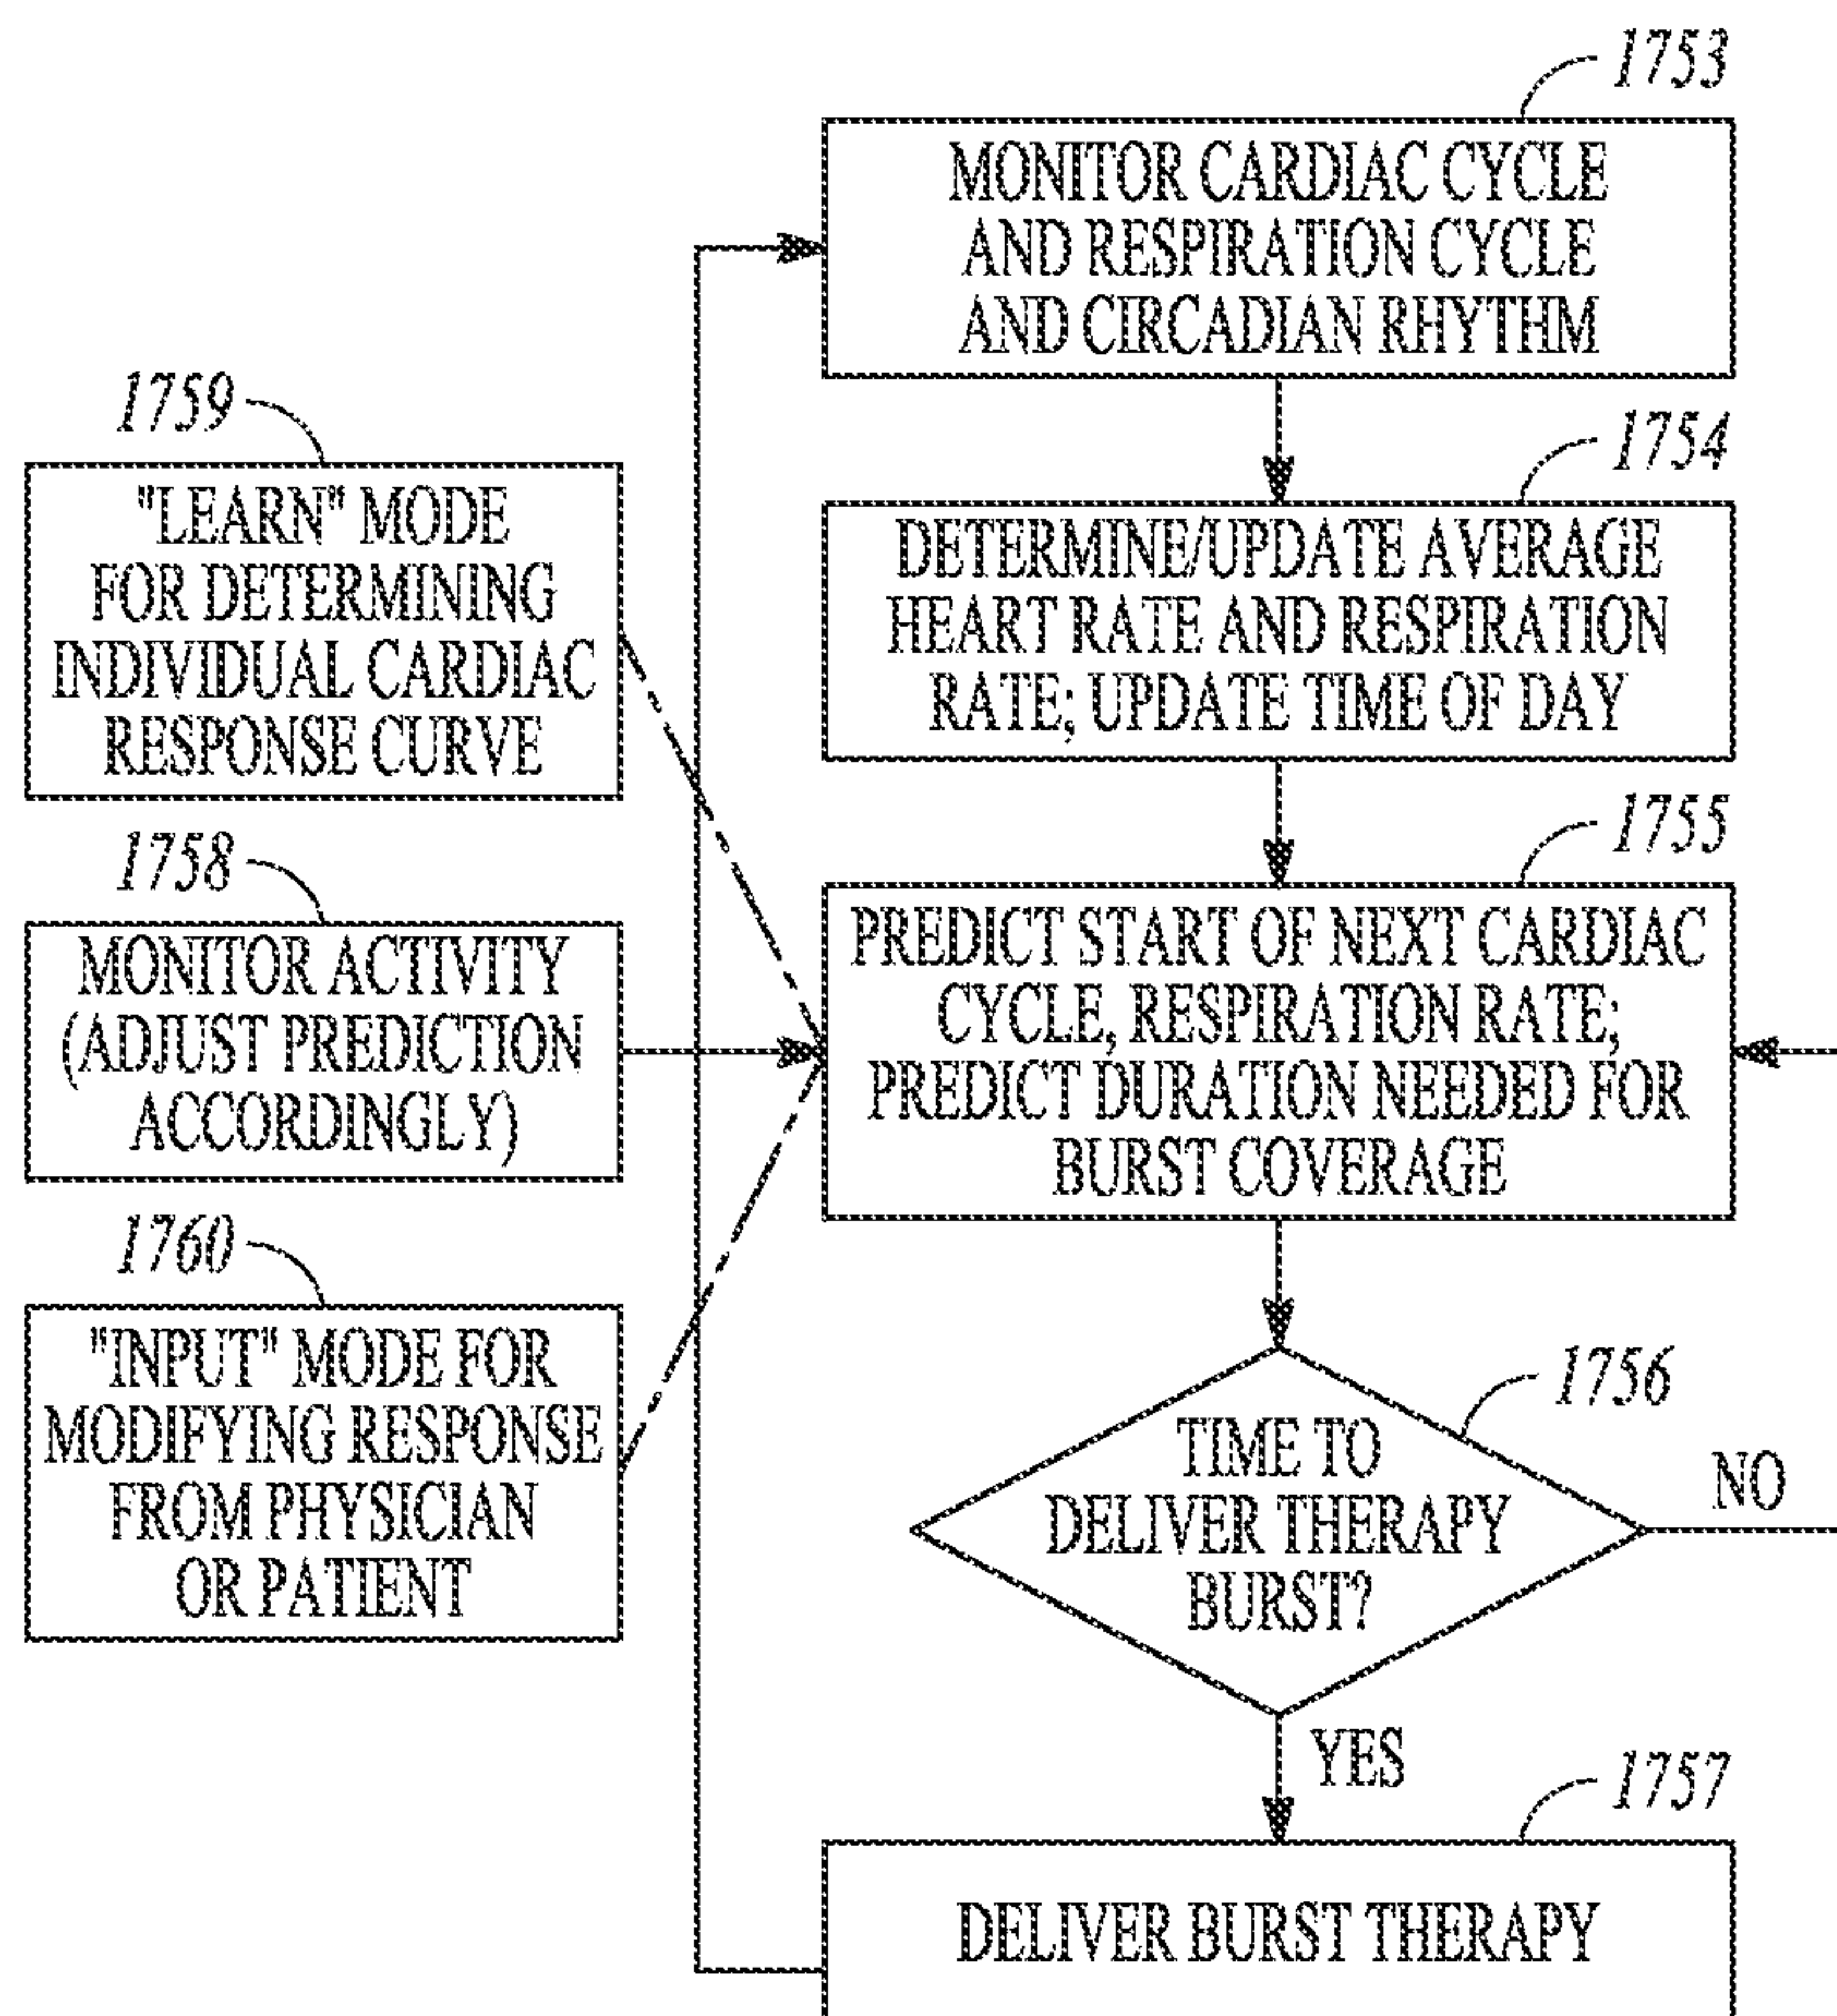 1753
MONITOR CARDIAC CYCLE
AND RESPIRATION CYCLE
AND CIRCADIAN RHYTHM
1754
DETERMINE/UPDATE AVERAGE
HEART RATE AND RESPIRATION
RATE; UPDATE TIME OF DAY
1759
"LEARN" MODE
FOR DETERMINING
INDIVIDUAL CARDIAC
RESPONSE CURVE
1755
PREDICT START OF NEXT CARDIAC
CYCLE, RESPIRATION RATE;
PREDICT DURATION NEEDED FOR
BURST COVERAGE
1758
MONITOR ACTIVITY
(ADJUST PREDICTION
ACCORDINGLY)
1760
"INPUT" MODE FOR
MODIFYING RESPONSE
FROM PHYSICIAN
OR PATIENT
1756
TIME TO
DELIVER THERAPY
BURST?
NO
YES
1757
DELIVER BURST THERAPY